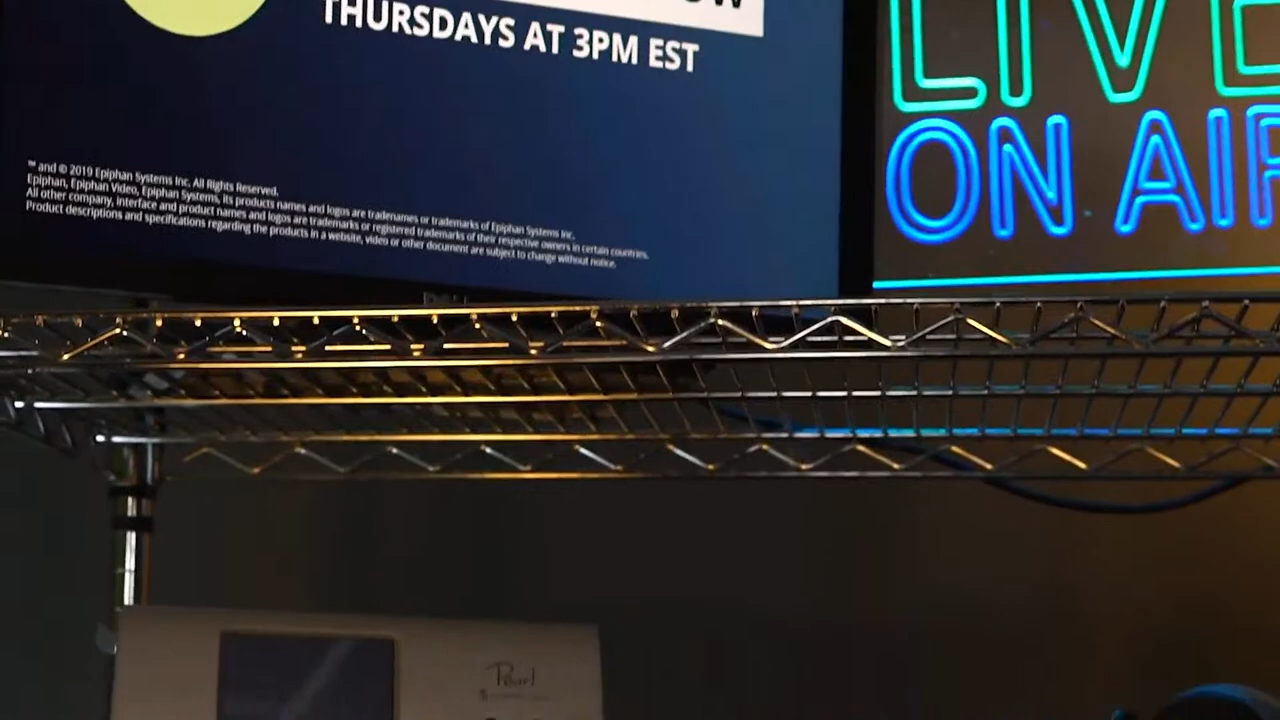 THURSDAYS AT 3PM EST
™ and © 2019 Epiphan Systems Inc. All Rights Reserved.
Epiphan, Epiphan Video, Epiphan Systems, its products names and logos are tradenames or trademarks of Epiphan Systems Inc.
All other company, interface and product names and logos are trademarks or registered trademarks of their respective owners in certain countries.
Product descriptions and specifications regarding the products in a website, video or other document are subject to change without notice.
LIVE
ON AIR
Pearl